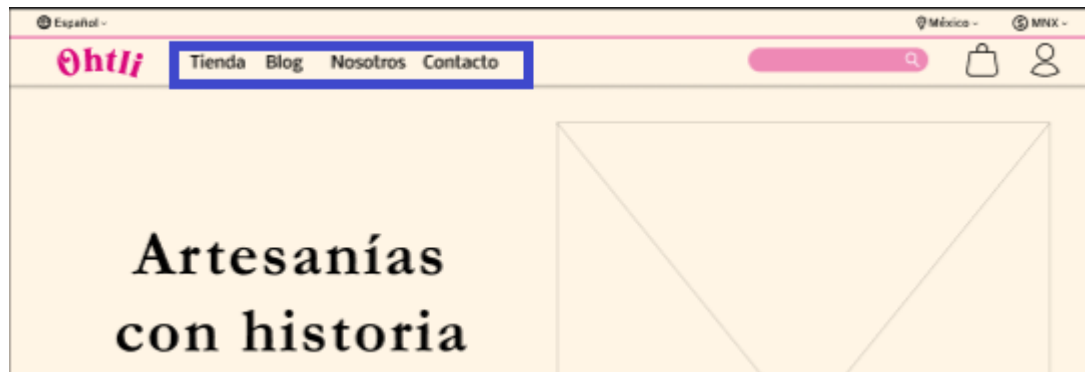 Español
México
MNX
Ohtli
Tienda Blog Nosotros Contacto
Artesanías
con historia